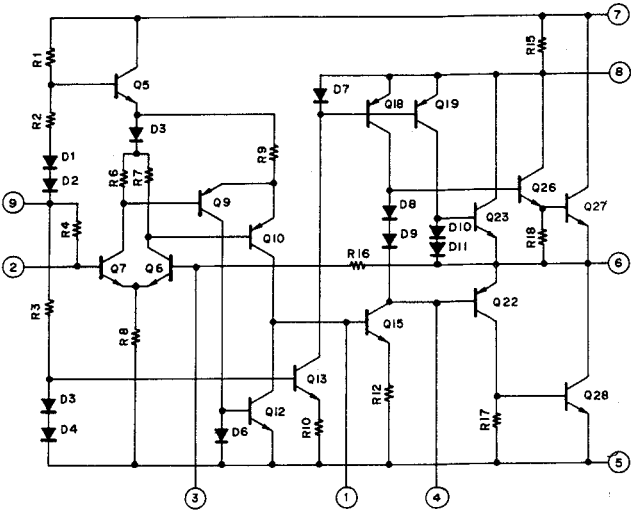 7
R1
Q5
R15
8
D7
Q18
Q19
R2
D3
D1
D2
R6
R7
R9
9
R4
Q9
Q10
D8
D9
D10
D11
Q23
Q26
R18
Q27
2
Q7
Q6
R16
6
R3
R8
Q15
Q22
Q13
R12
D3
D4
Q12
D6
R10
R17
Q28
5
3
1
4